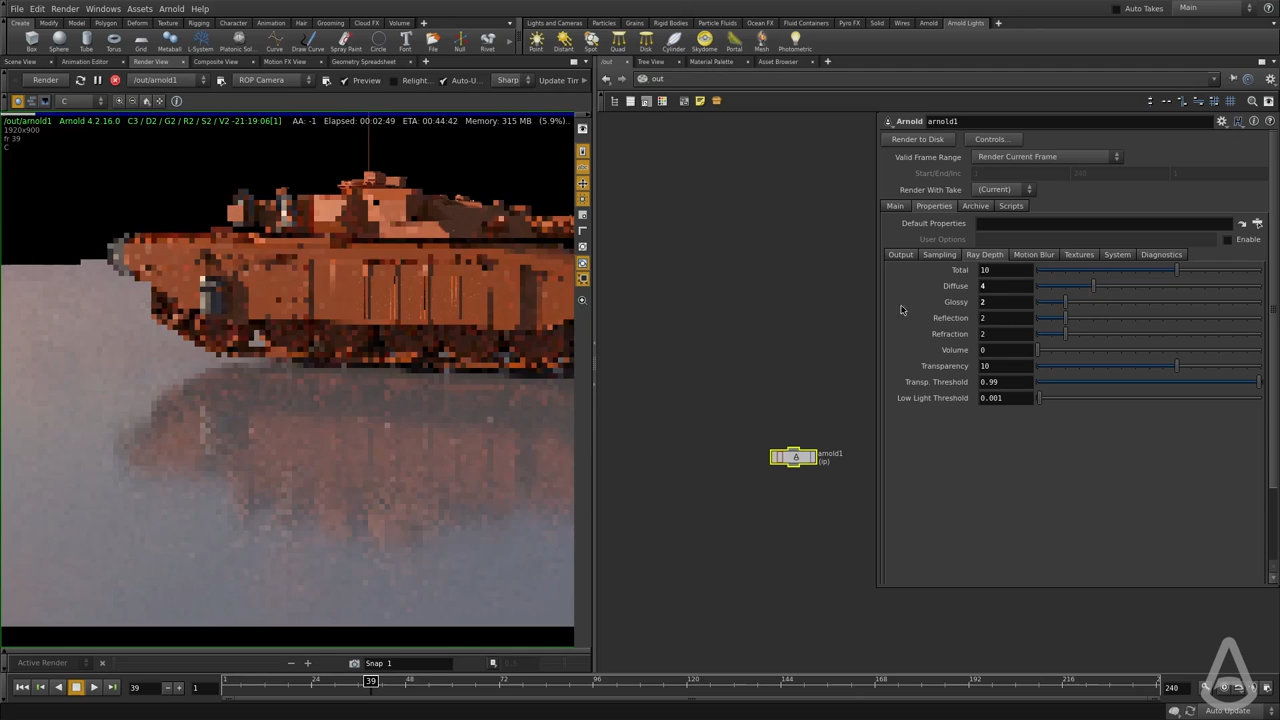 File Edit Render Windows Assets Arnold Help
Auto Takes Main
Create Modify Model Polygon Deform Texture Rigging Character Animation Hair Grooming Cloud FX Volume
Lights and Cameras Particles Grains Rigid Bodies Particle Fluids Ocean FX Fluid Containers Pyro FX Solid Wires Arnold Arnold Lights
Box Sphere Tube Torus Grid Metaball L-System Platonic Sol... Curve Draw Curve Spray Paint Circle Font File Null Rivet
Point Distant Spot Quad Disk Cylinder Skydome Portal Mesh Photometric
Scene View Animation Editor Render View Composite View Motion FX View Geometry Spreadsheet
/out Tree View Material Palette Asset Browser
Render /out/arnold1 ROP Camera Preview Relight... Auto-U... Sharp Update Tim
out
C
/out/arnold1 Arnold 4.2.16.0 C3 / D2 / G2 / R2 / S2 / V2 -21:19:06[1] AA: -1 Elapsed: 00:02:49 ETA: 00:44:42 Memory: 315 MB (5.9%)..
1920x900
fr 39
C
Arnold arnold1
Render to Disk Controls...
Valid Frame Range Render Current Frame
Start/End/Inc 1 240 1
Render With Take (Current)
Main Properties Archive Scripts
Default Properties
User Options Enable
Output Sampling Ray Depth Motion Blur Textures System Diagnostics
Total 10
Diffuse 4
Glossy 2
Reflection 2
Refraction 2
Volume 0
Transparency 10
Transp. Threshold 0.99
Low Light Threshold 0.001
arnold1
(ip)
Active Render Snap 1 1.5
39 1 1 24 39 48 72 96 120 144 168 192 216 2 240
Auto Update